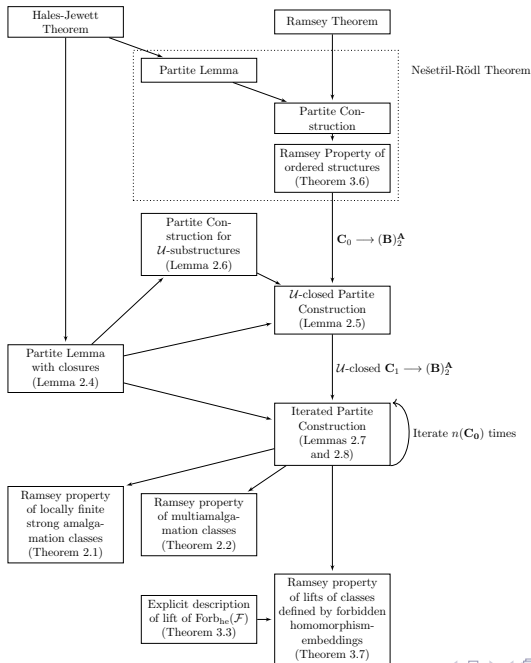 Hales-Jewett
Theorem
Ramsey Theorem
Partite Lemma
Nešetřil-Rödl Theorem
Partite Con-
struction
Ramsey Property of
ordered structures
(Theorem 3.6)
Partite Con-
struction for
𝒰-substructures
(Lemma 2.6)
C₀ ⟶ (B)₂ᴬ
𝒰-closed Partite
Construction
(Lemma 2.5)
Partite Lemma
with closures
(Lemma 2.4)
𝒰-closed C₁ ⟶ (B)₂ᴬ
Iterated Partite
Construction
(Lemmas 2.7
and 2.8)
Iterate n(C₀) times
Ramsey property
of locally finite
strong amalga-
mation classes
(Theorem 2.1)
Ramsey property
of multiamalga-
mation classes
(Theorem 2.2)
Explicit description
of lift of Forb_he(ℱ)
(Theorem 3.3)
Ramsey property
of lifts of classes
defined by forbidden
homomorphism-
embeddings
(Theorem 3.7)